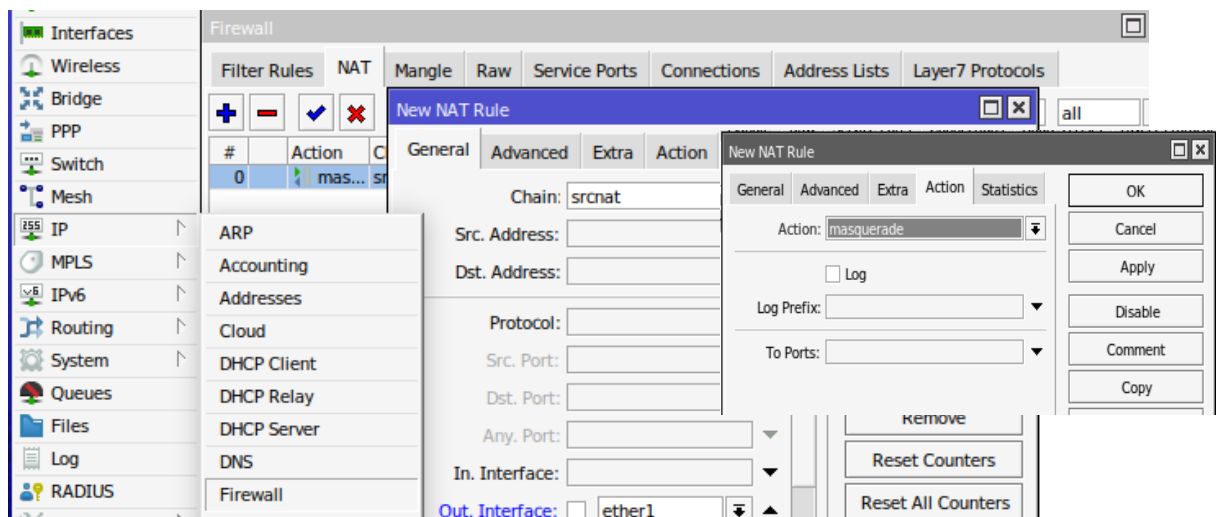 Interfaces
Wireless
Bridge
PPP
Switch
Mesh
255 IP
MPLS
v6 IPv6
Routing
System
Queues
Files
Log
RADIUS
ARP
Accounting
Addresses
Cloud
DHCP Client
DHCP Relay
DHCP Server
DNS
Firewall
Firewall
Filter Rules NAT Mangle Raw Service Ports Connections Address Lists Layer7 Protocols
all
# Action
0 mas...
New NAT Rule
General Advanced Extra Action
Chain: srcnat
Src. Address:
Dst. Address:
Protocol:
Src. Port:
Dst. Port:
Any. Port:
In. Interface:
Out. Interface: ether1
Remove
Reset Counters
Reset All Counters
New NAT Rule
General Advanced Extra Action Statistics
Action: masquerade
Log
Log Prefix:
To Ports:
OK
Cancel
Apply
Disable
Comment
Copy